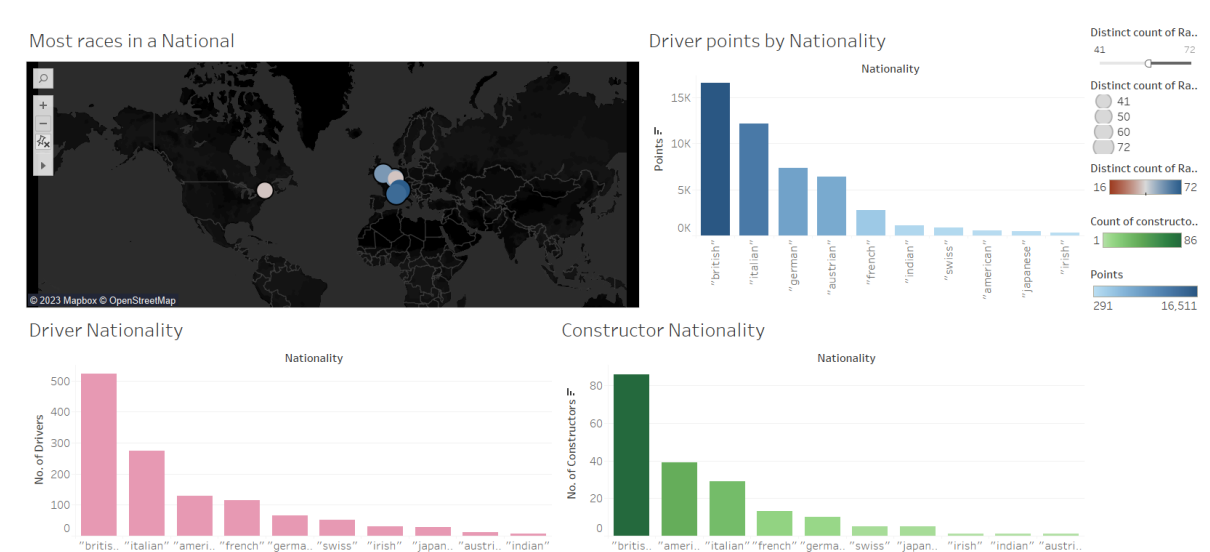 Most races in a National
© 2023 Mapbox © OpenStreetMap
Driver points by Nationality
Nationality
Points
15K
10K
5K
0K
"british"
"italian"
"german"
"austrian"
"french"
"indian"
"swiss"
"american"
"japanese"
"irish"
Distinct count of Ra..
41 72
Distinct count of Ra..
41
50
60
72
Distinct count of Ra..
16 72
Count of constructo..
1 86
Points
291 16,511
Driver Nationality
Nationality
No. of Drivers
500
400
300
200
100
0
"britis.. "italian" "ameri.. "french" "germa.. "swiss" "irish" "japan.. "austri.. "indian"
Constructor Nationality
Nationality
No. of Constructors
80
60
40
20
0
"britis.. "ameri.. "italian" "french" "germa.. "swiss" "japan.. "irish" "indian" "austri..